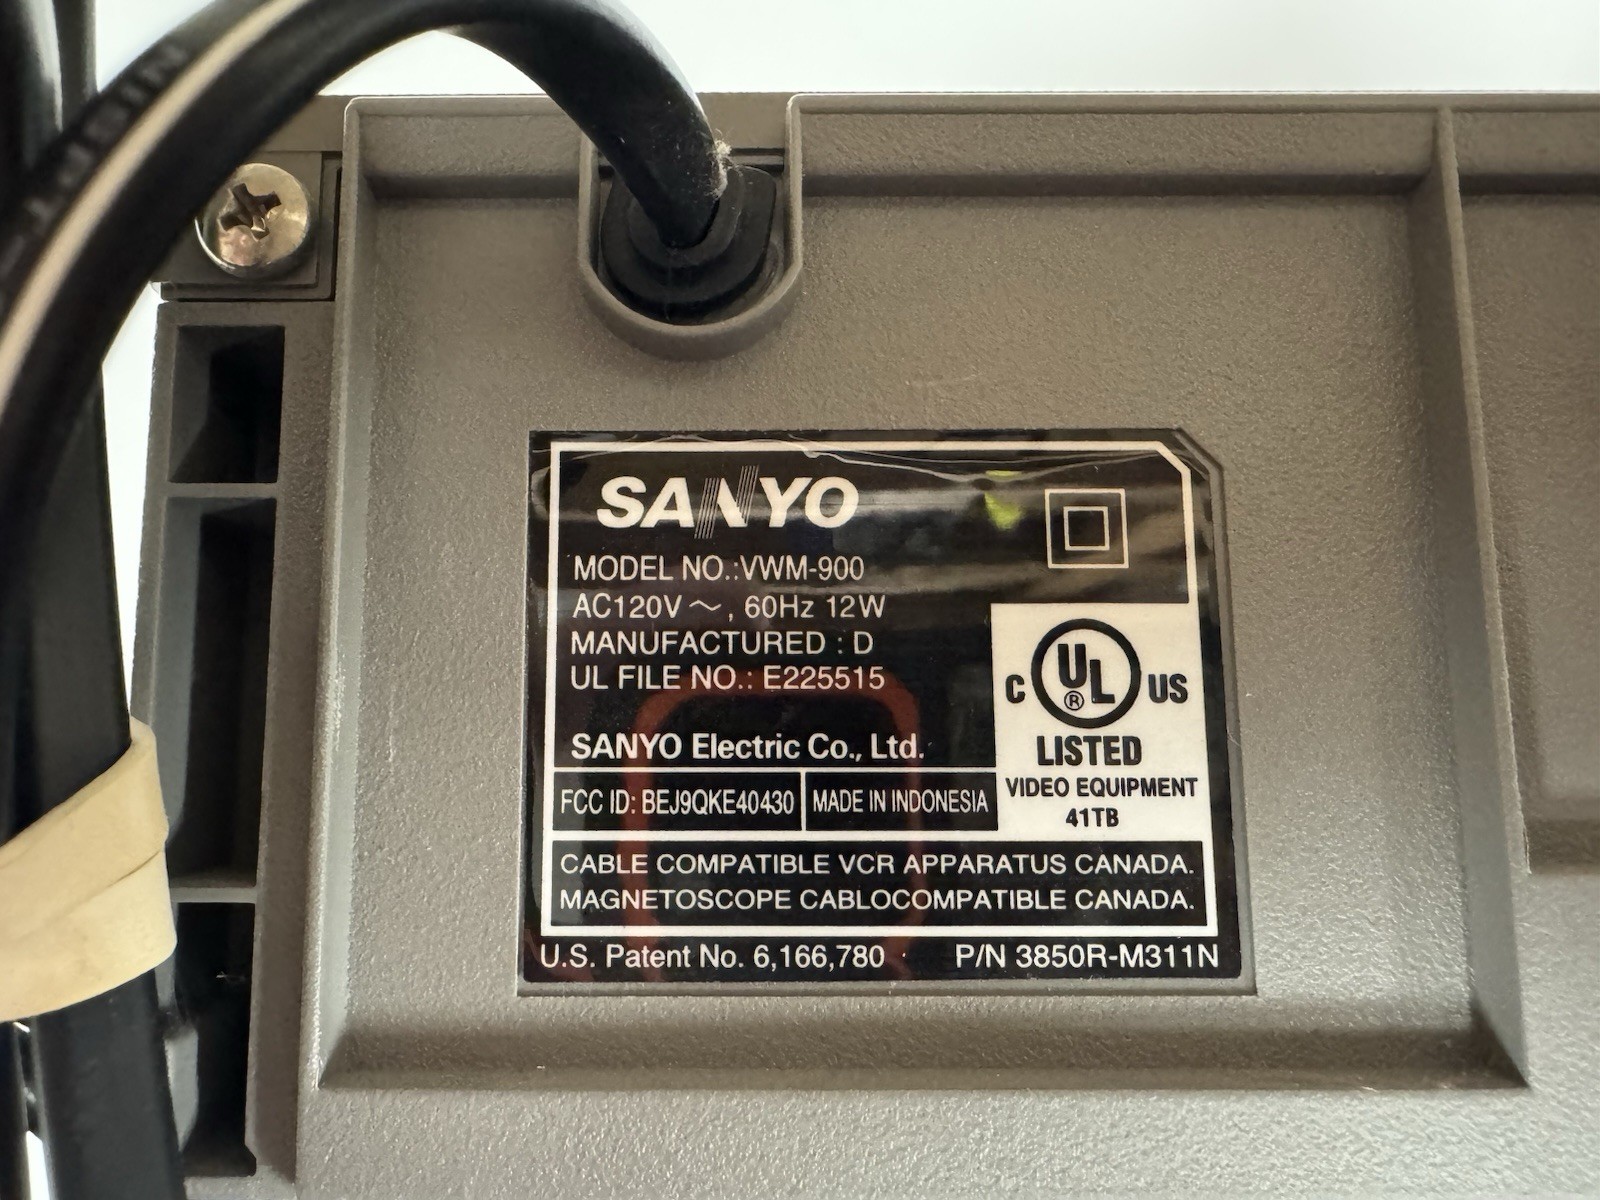 SANYO
MODEL NO.:VWM-900
AC120V ～ , 60Hz 12W
MANUFACTURED : D
UL FILE NO.: E225515
SANYO Electric Co., Ltd.
FCC ID: BEJ9QKE40430
MADE IN INDONESIA
C UL ® US
LISTED
VIDEO EQUIPMENT
41TB
CABLE COMPATIBLE VCR APPARATUS CANADA.
MAGNETOSCOPE CABLOCOMPATIBLE CANADA.
U.S. Patent No. 6,166,780
P/N 3850R-M311N